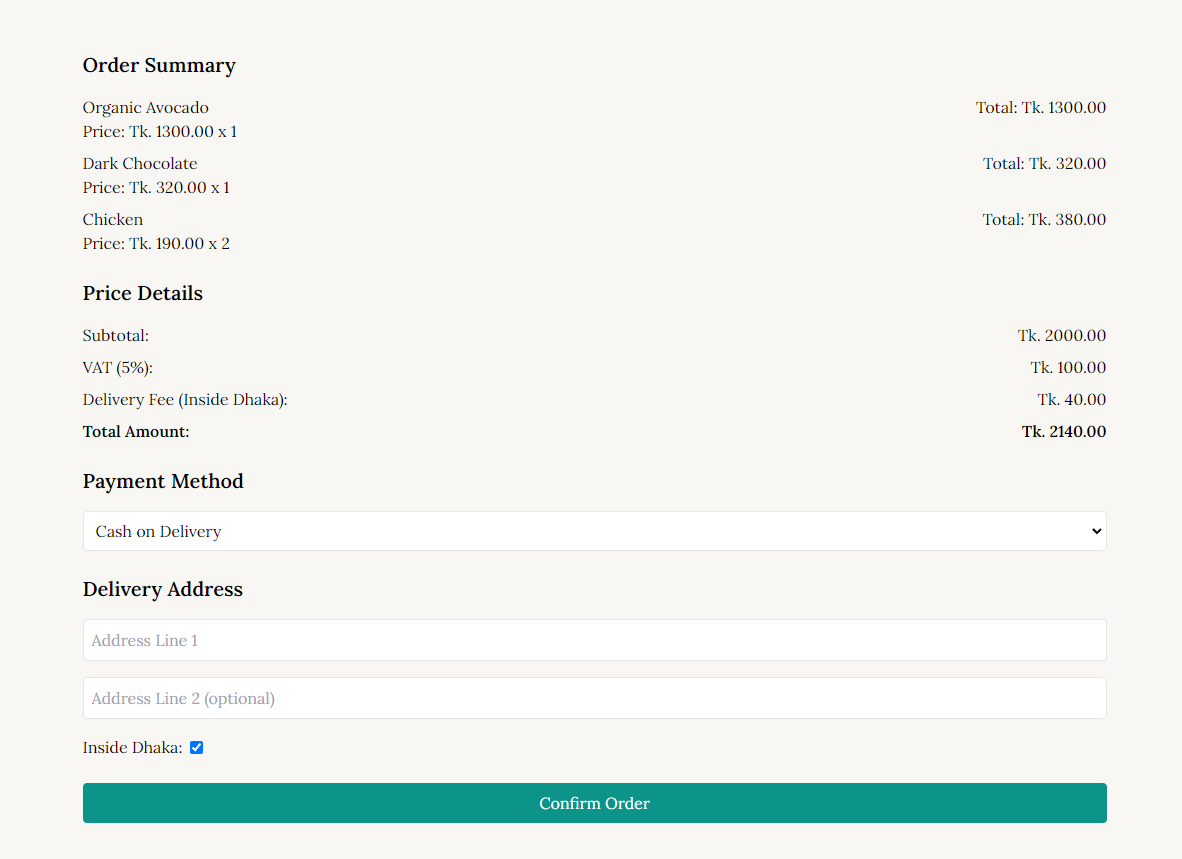 Order Summary
Organic Avocado Total: Tk. 1300.00
Price: Tk. 1300.00 x 1
Dark Chocolate Total: Tk. 320.00
Price: Tk. 320.00 x 1
Chicken Total: Tk. 380.00
Price: Tk. 190.00 x 2
Price Details
Subtotal: Tk. 2000.00
VAT (5%): Tk. 100.00
Delivery Fee (Inside Dhaka): Tk. 40.00
Total Amount: Tk. 2140.00
Payment Method
Cash on Delivery
Delivery Address
Address Line 1
Address Line 2 (optional)
Inside Dhaka:
Confirm Order